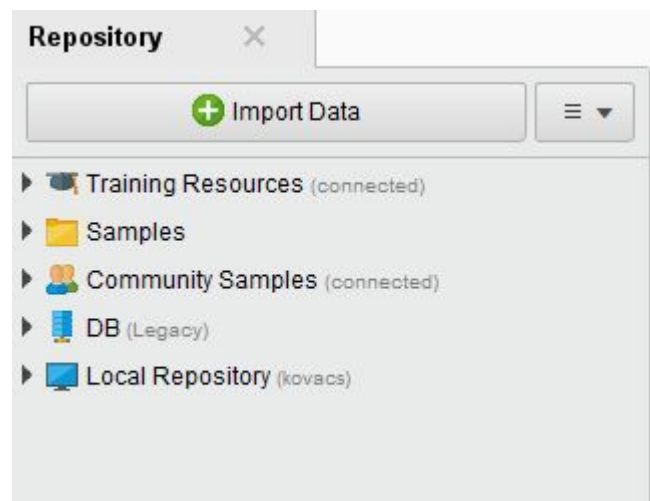 Repository
Import Data
Training Resources (connected)
Samples
Community Samples (connected)
DB (Legacy)
Local Repository (kovacs)